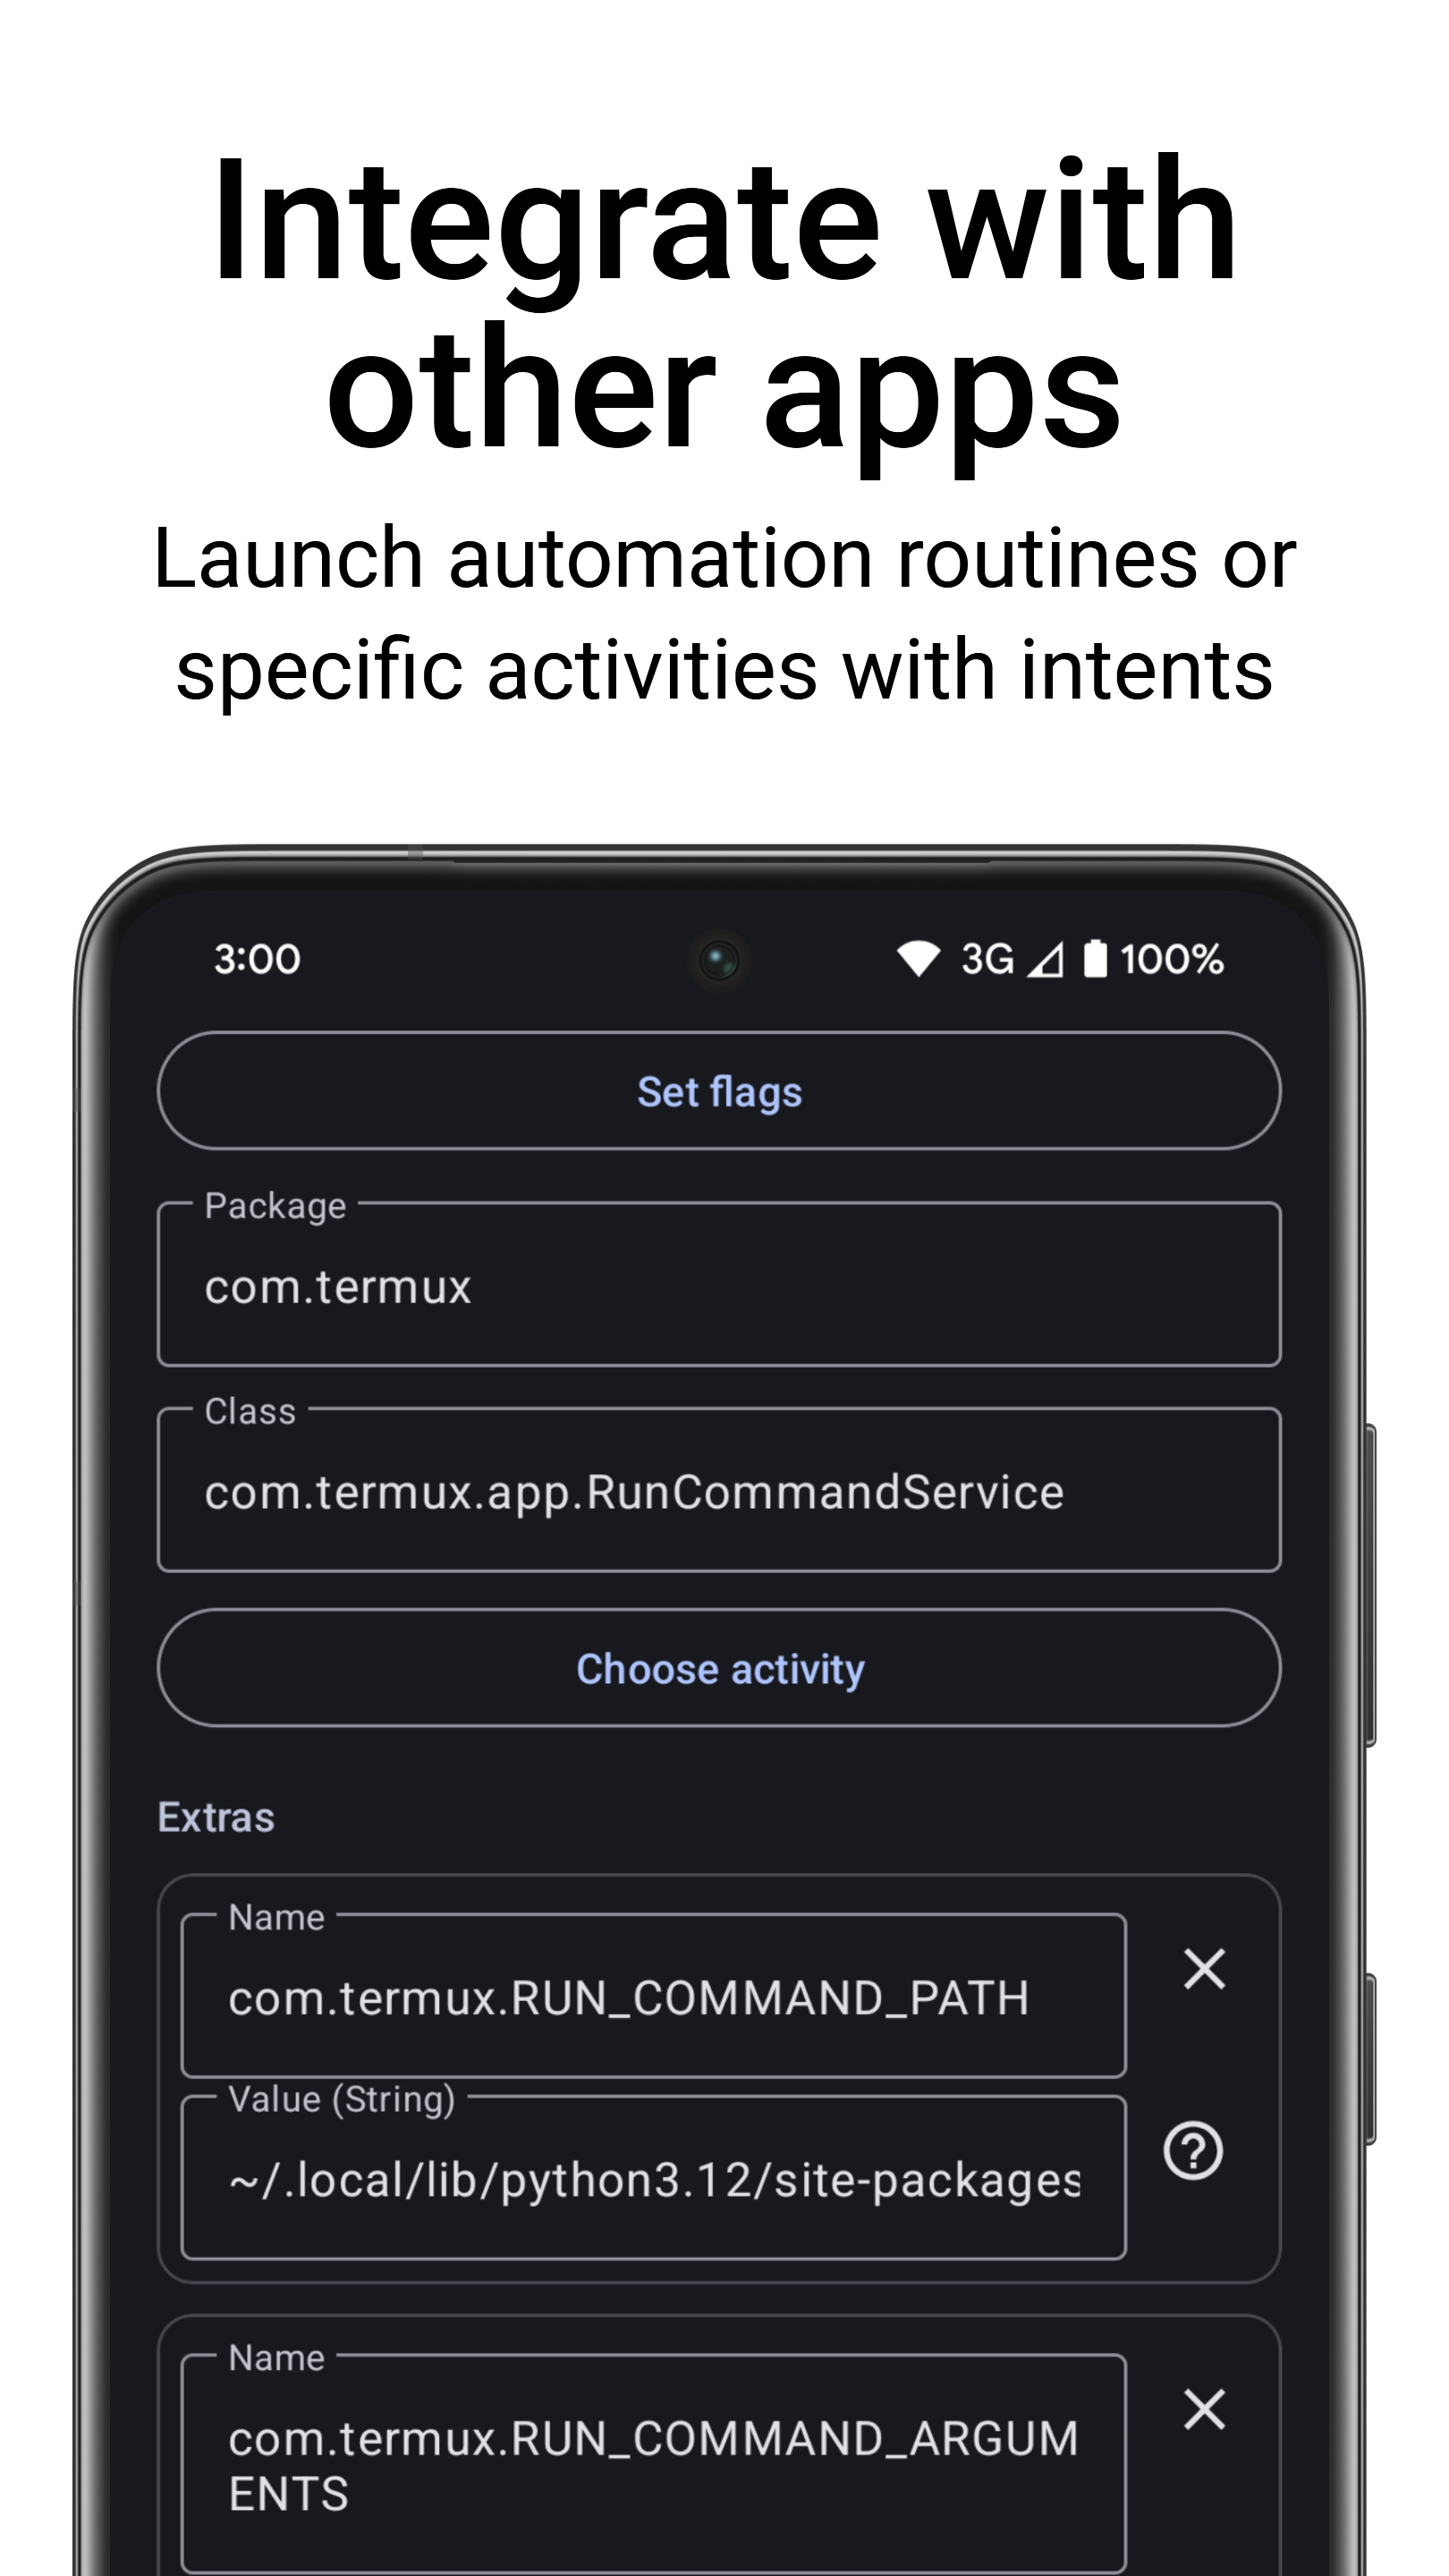 Integrate with
other apps
Launch automation routines or
specific activities with intents
3:00 3G 100%
Set flags
Package
com.termux
Class
com.termux.app.RunCommandService
Choose activity
Extras
Name
com.termux.RUN_COMMAND_PATH
Value (String)
~/.local/lib/python3.12/site-packages
Name
com.termux.RUN_COMMAND_ARGUM
ENTS